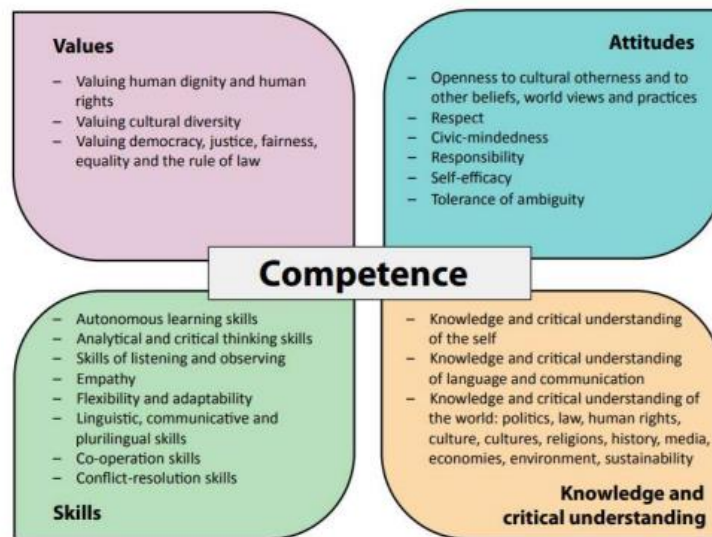 Values
– Valuing human dignity and human
rights
– Valuing cultural diversity
– Valuing democracy, justice, fairness,
equality and the rule of law
Attitudes
– Openness to cultural otherness and to
other beliefs, world views and practices
– Respect
– Civic-mindedness
– Responsibility
– Self-efficacy
– Tolerance of ambiguity
Competence
– Autonomous learning skills
– Analytical and critical thinking skills
– Skills of listening and observing
– Empathy
– Flexibility and adaptability
– Linguistic, communicative and
plurilingual skills
– Co-operation skills
– Conflict-resolution skills
Skills
– Knowledge and critical understanding
of the self
– Knowledge and critical understanding
of language and communication
– Knowledge and critical understanding of
the world: politics, law, human rights,
culture, cultures, religions, history, media,
economies, environment, sustainability
Knowledge and
critical understanding